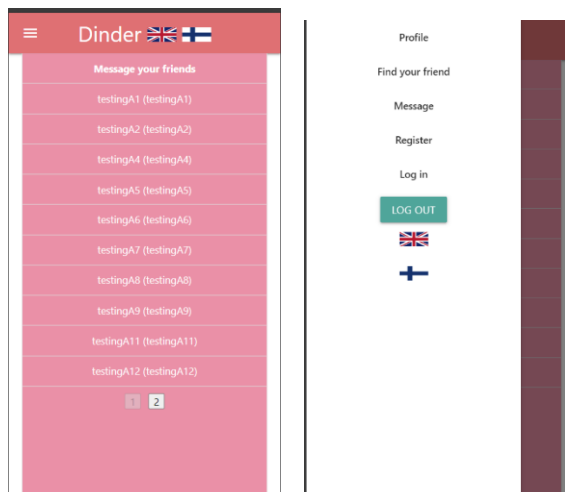 Dinder
Message your friends
testingA1 (testingA1)
testingA2 (testingA2)
testingA4 (testingA4)
testingA5 (testingA5)
testingA6 (testingA6)
testingA7 (testingA7)
testingA8 (testingA8)
testingA9 (testingA9)
testingA11 (testingA11)
testingA12 (testingA12)
1 2
Profile
Find your friend
Message
Register
Log in
LOG OUT